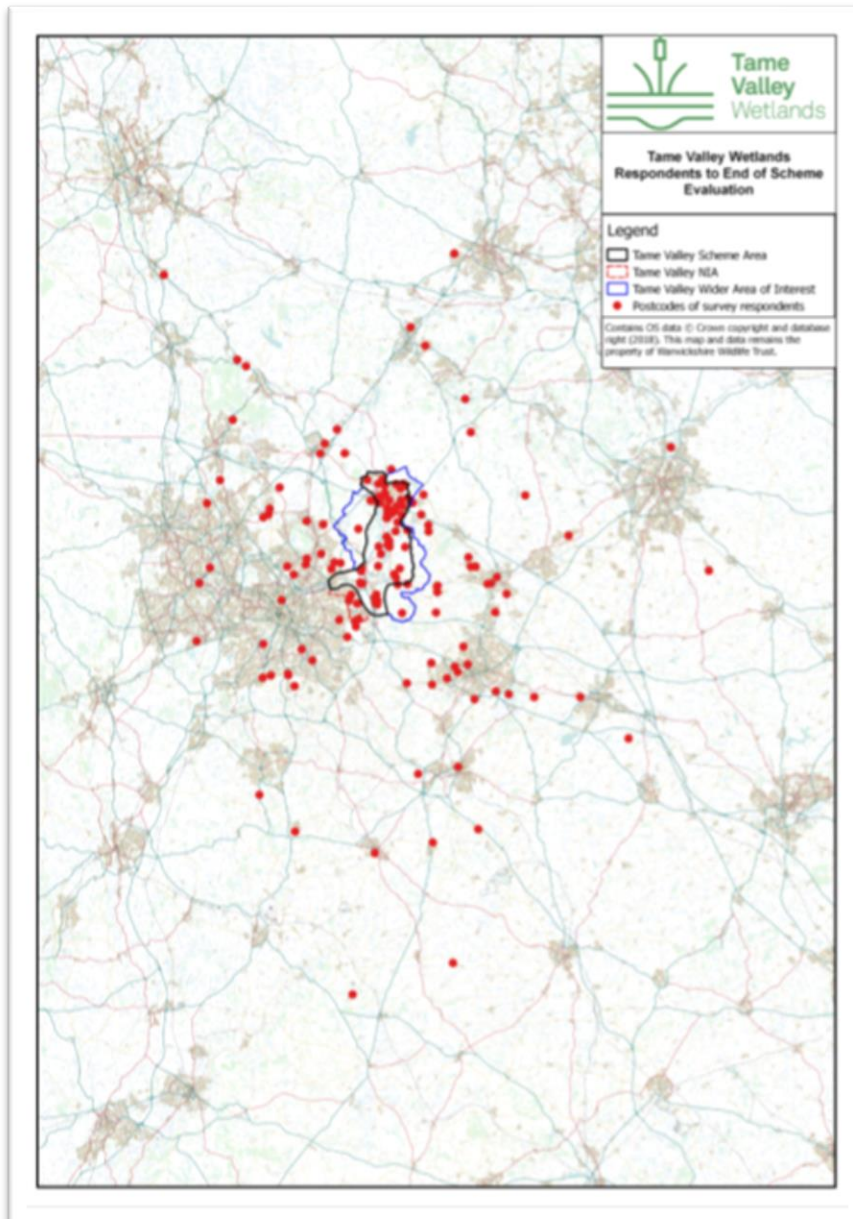 Tame
Valley
Wetlands
Tame Valley Wetlands
Respondents to End of Scheme
Evaluation
Legend
Tame Valley Scheme Area
Tame Valley NIA
Tame Valley Wider Area of Interest
Postcodes of survey respondents
Contains OS data © Crown copyright and database
right (2018). This map and data remains the
property of Warwickshire Wildlife Trust.